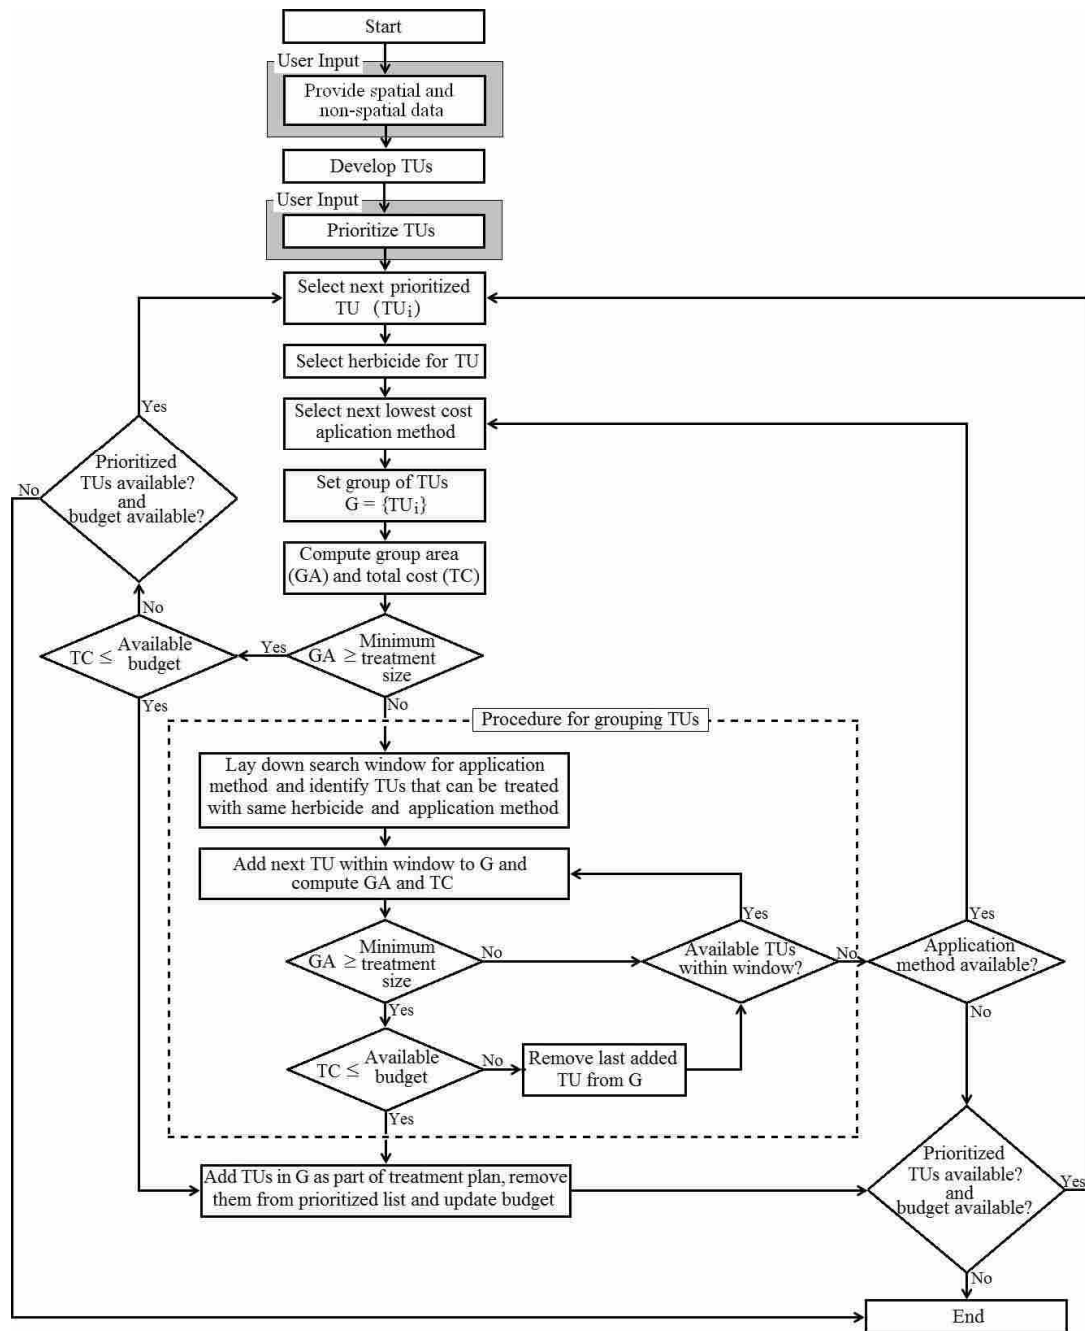 Start
User Input
Provide spatial and
non-spatial data
Develop TUs
User Input
Prioritize TUs
Select next prioritized
TU (TUi)
Select herbicide for TU
Select next lowest cost
aplication method
Set group of TUs
G = {TUi}
Compute group area
(GA) and total cost (TC)
GA ≥ Minimum
treatment
size
Yes
No
TC ≤ Available
budget
No
Yes
Prioritized
TUs available?
and
budget available?
Yes
No
Procedure for grouping TUs
Lay down search window for application
method and identify TUs that can be treated
with same herbicide and application method
Add next TU within window to G and
compute GA and TC
GA ≥ Minimum
treatment
size
No
Yes
Available TUs
within window?
Yes
No
Application
method available?
Yes
No
TC ≤ Available
budget
No
Yes
Remove last added
TU from G
Add TUs in G as part of treatment plan, remove
them from prioritized list and update budget
Prioritized
TUs available?
and
budget available?
Yes
No
End